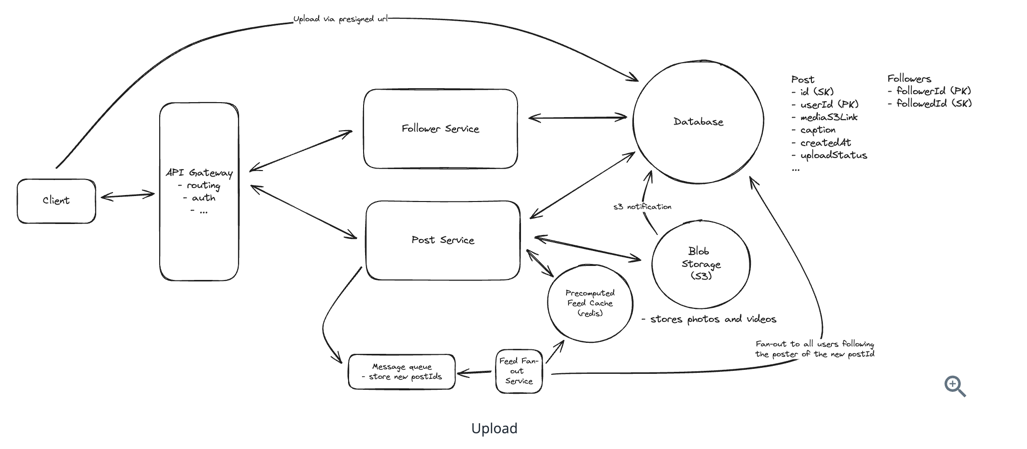 Upload via presigned url
Client
API Gateway
- routing
- auth
- ...
Follower Service
Post Service
Database
Post
- id (SK)
- userId (PK)
- mediaS3Link
- caption
- createdAt
- uploadStatus
...
Followers
- followerId (PK)
- followedId (SK)
s3 notification
Blob
Storage
(S3)
- stores photos and videos
Precomputed
Feed Cache
(redis)
Message queue
- store new postIds
Feed Fan-
out
Service
Fan-out to all users following
the poster of the new postId
Upload